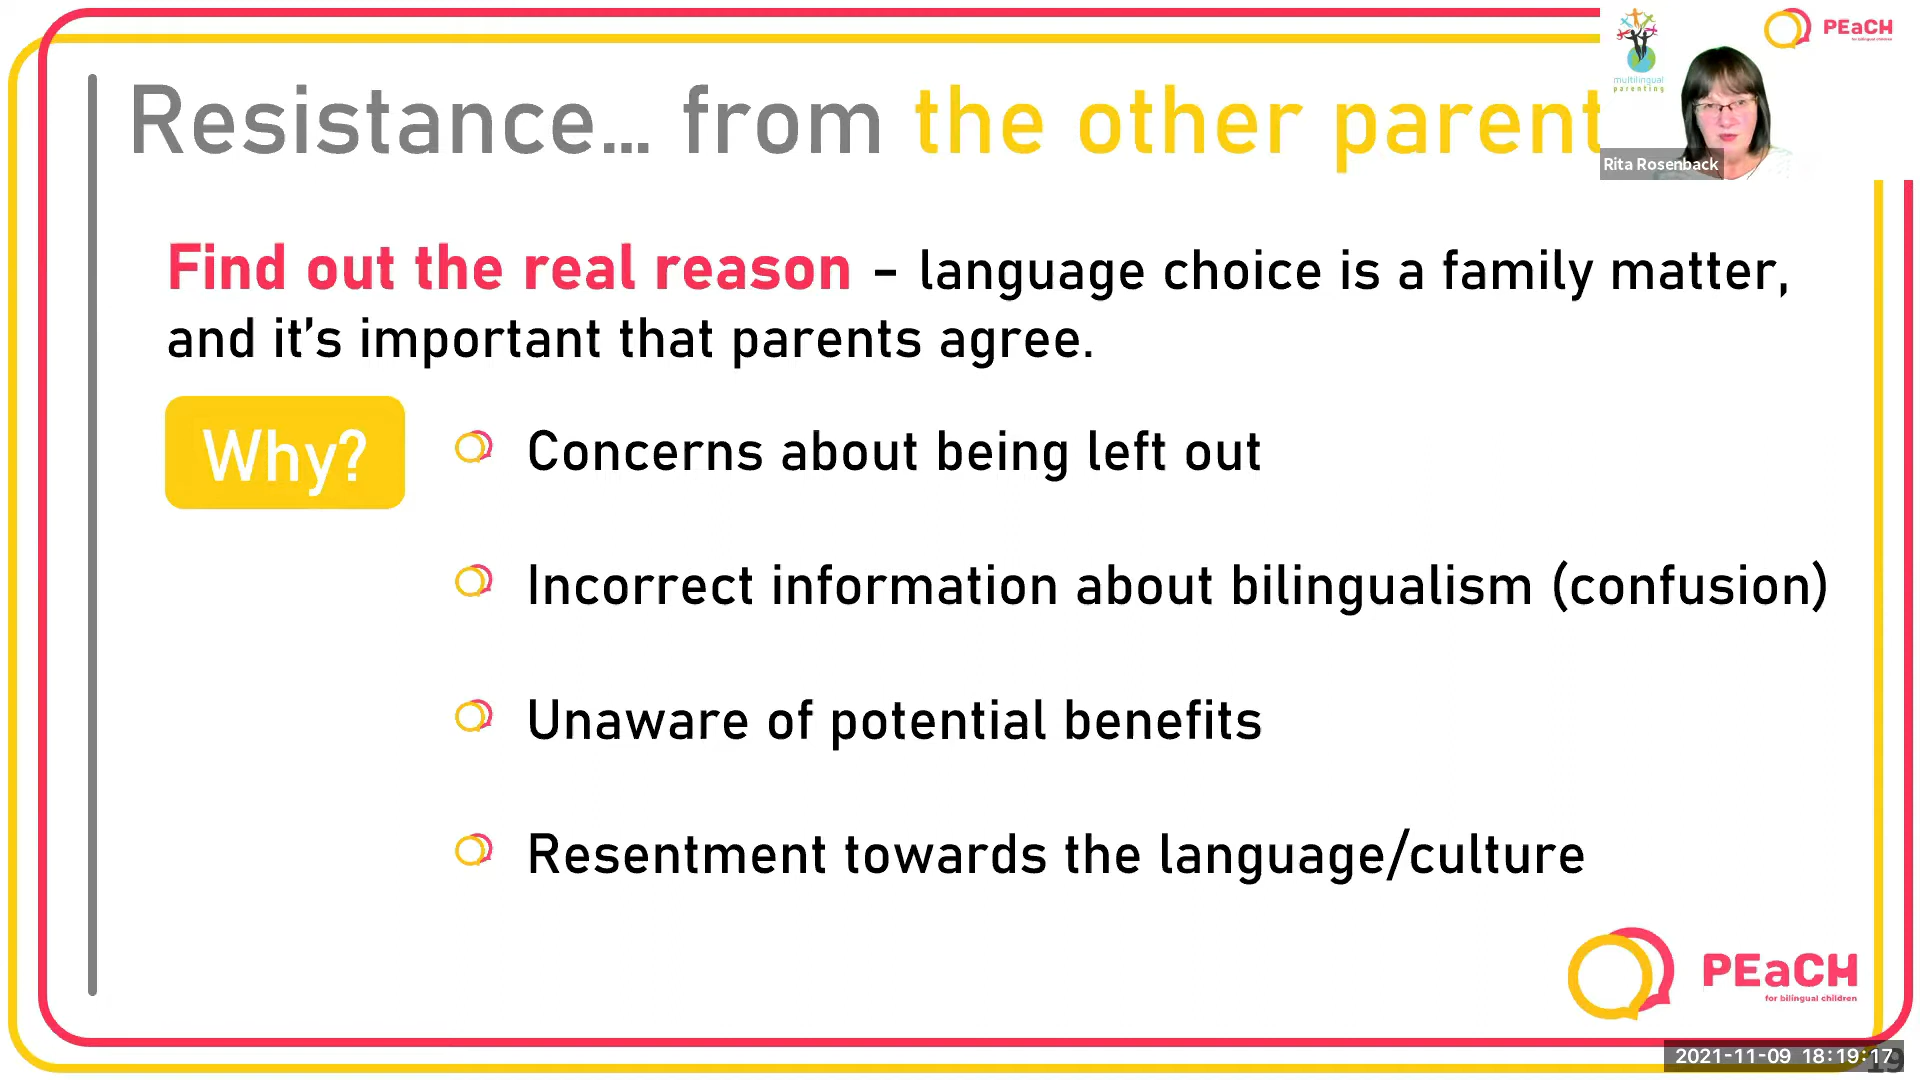 Resistance... from the other parent
multilingual
parenting
PEaCH
for bilingual children
Rita Rosenback
Find out the real reason – language choice is a family matter,
and it's important that parents agree.
Why?
Concerns about being left out
Incorrect information about bilingualism (confusion)
Unaware of potential benefits
Resentment towards the language/culture
PEaCH
for bilingual children
2021-11-09 18:19:17
19